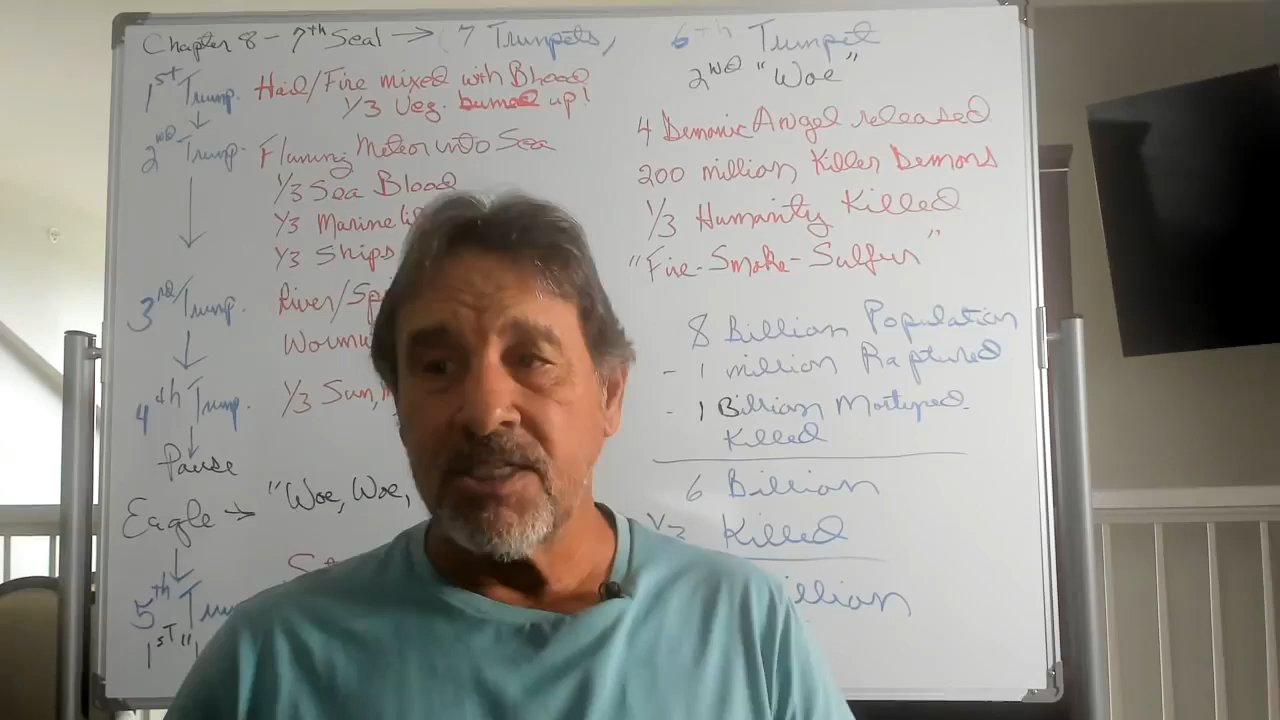 Chapter 8 - 7th Seal → (7 Trumpets,
1st Trump. Hail/Fire mixed with Blood
1/3 Veg. burned up!
2nd Trump. Flaming Meteor into Sea
1/3 Sea Blood
1/3 Marine
1/3 Ships
3rd Trump. River/
4th Trump. 1/3 Sun,
Pause
Eagle → "Woe, Woe,
5th
1st
6th Trumpet
2nd "Woe"
4 Demonic Angel released
200 million Killer Demons
1/3 Humanity Killed
"Fire-Smoke-Sulfur"
8 Billion Population
- 1 million Raptured
- 1 Billion Martyred
Killed
6 Billion
1/3 Killed